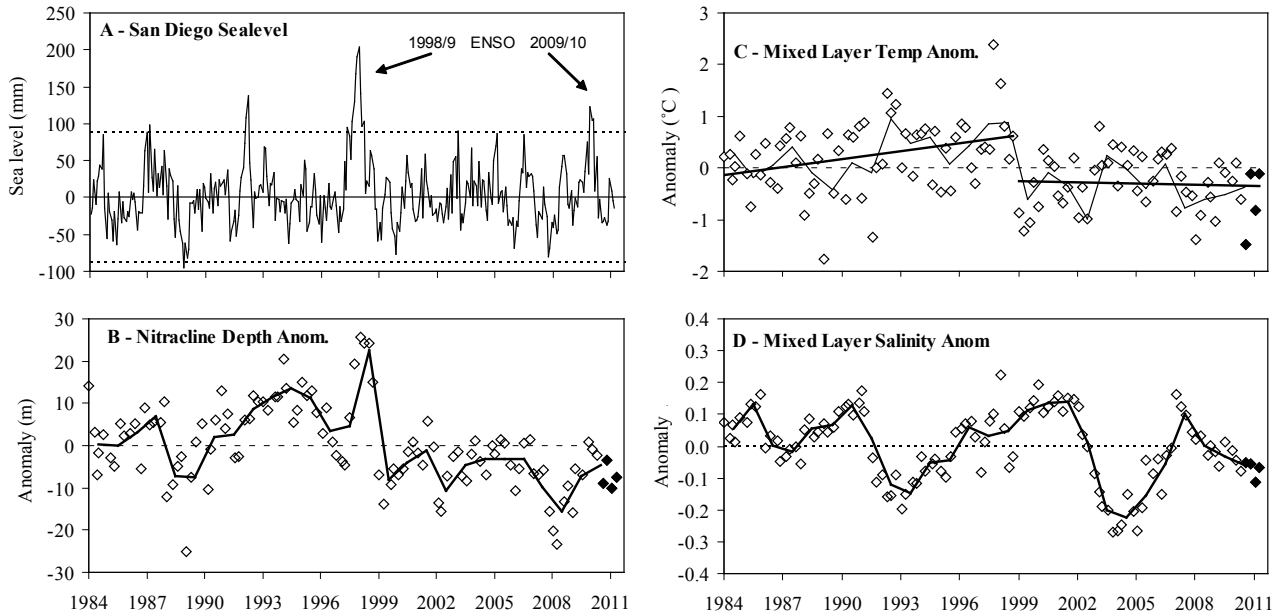 A - San Diego Sealevel
1998/9 ENSO 2009/10
Sea level (mm)
250
200
150
100
50
0
-50
-100
C - Mixed Layer Temp Anom.
Anomaly (°C)
3
2
1
0
-1
-2
B - Nitracline Depth Anom.
Anomaly (m)
30
20
10
0
-10
-20
-30
1984 1987 1990 1993 1996 1999 2002 2005 2008 2011
D - Mixed Layer Salinity Anom
Anomaly
0.4
0.3
0.2
0.1
0.0
-0.1
-0.2
-0.3
-0.4
1984 1987 1990 1993 1996 1999 2002 2005 2008 2011